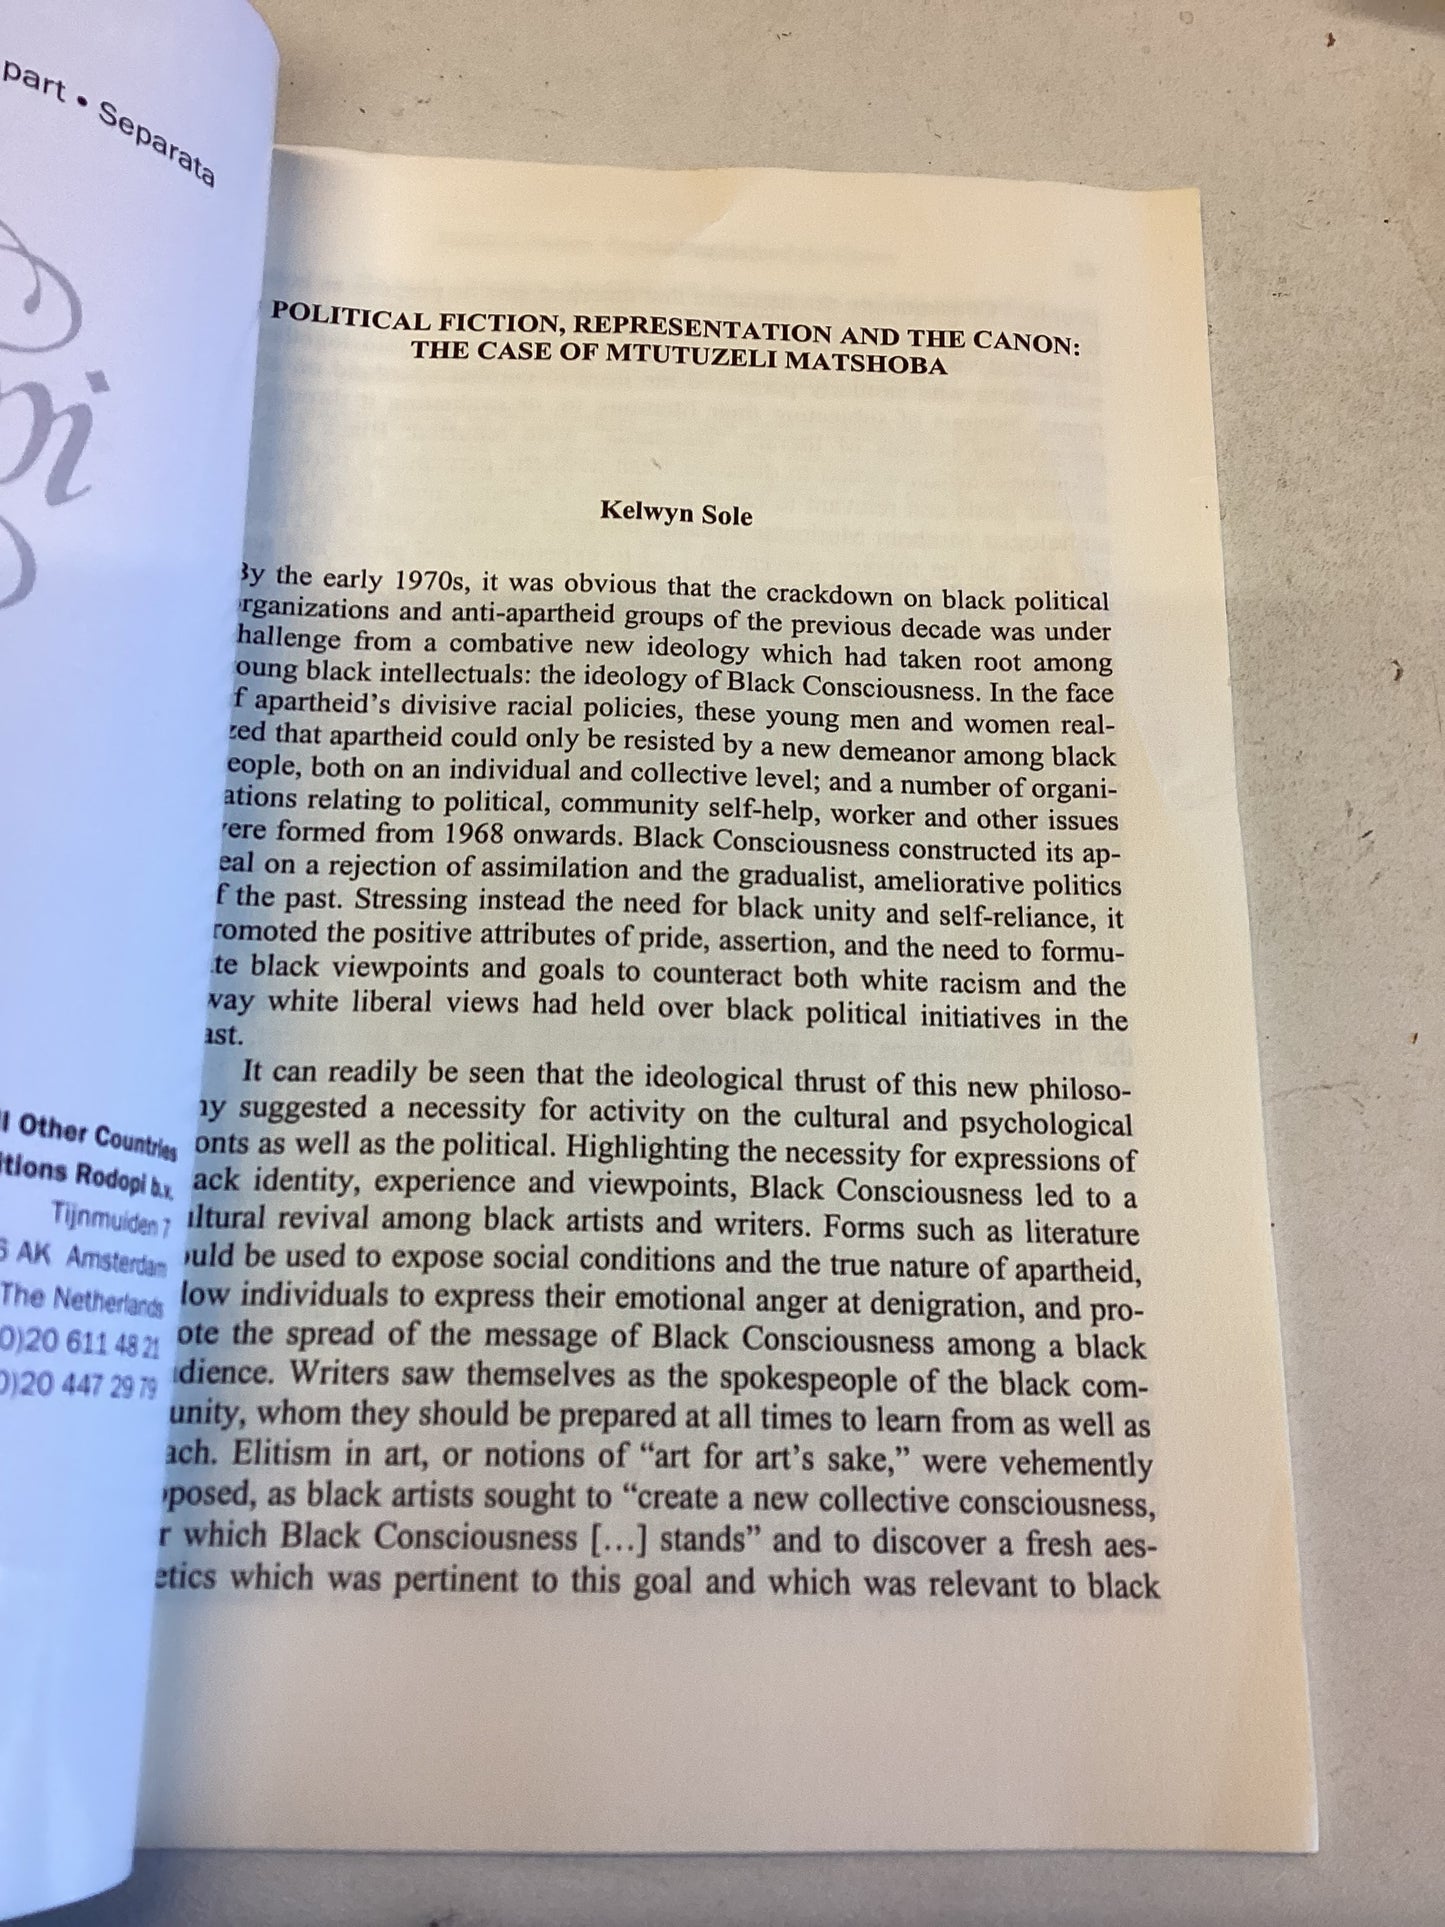 part • Separata
pi
l Other Countries
itions Rodopi b.v.
Tijnmuiden 7
6 AK Amsterdam
The Netherlands
0)20 611 48 21
0)20 447 29 79
POLITICAL FICTION, REPRESENTATION AND THE CANON:
THE CASE OF MTUTUZELI MATSHOBA
Kelwyn Sole
By the early 1970s, it was obvious that the crackdown on black political
rganizations and anti-apartheid groups of the previous decade was under
hallenge from a combative new ideology which had taken root among
oung black intellectuals: the ideology of Black Consciousness. In the face
f apartheid's divisive racial policies, these young men and women real-
zed that apartheid could only be resisted by a new demeanor among black
eople, both on an individual and collective level; and a number of organi-
ations relating to political, community self-help, worker and other issues
ere formed from 1968 onwards. Black Consciousness constructed its ap-
eal on a rejection of assimilation and the gradualist, ameliorative politics
f the past. Stressing instead the need for black unity and self-reliance, it
romoted the positive attributes of pride, assertion, and the need to formu-
te black viewpoints and goals to counteract both white racism and the
way white liberal views had held over black political initiatives in the
ast.
It can readily be seen that the ideological thrust of this new philoso-
hy suggested a necessity for activity on the cultural and psychological
onts as well as the political. Highlighting the necessity for expressions of
ack identity, experience and viewpoints, Black Consciousness led to a
ultural revival among black artists and writers. Forms such as literature
ould be used to expose social conditions and the true nature of apartheid,
low individuals to express their emotional anger at denigration, and pro-
ote the spread of the message of Black Consciousness among a black
udience. Writers saw themselves as the spokespeople of the black com-
unity, whom they should be prepared at all times to learn from as well as
ach. Elitism in art, or notions of “art for art's sake,” were vehemently
pposed, as black artists sought to “create a new collective consciousness,
r which Black Consciousness […] stands” and to discover a fresh aes-
etics which was pertinent to this goal and which was relevant to black